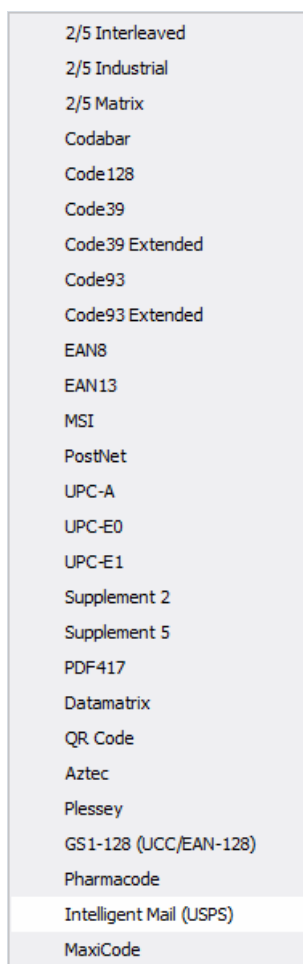 2/5 Interleaved
2/5 Industrial
2/5 Matrix
Codabar
Code128
Code39
Code39 Extended
Code93
Code93 Extended
EAN8
EAN13
MSI
PostNet
UPC-A
UPC-E0
UPC-E1
Supplement 2
Supplement 5
PDF417
Datamatrix
QR Code
Aztec
Plessey
GS1-128 (UCC/EAN-128)
Pharmacode
Intelligent Mail (USPS)
MaxiCode